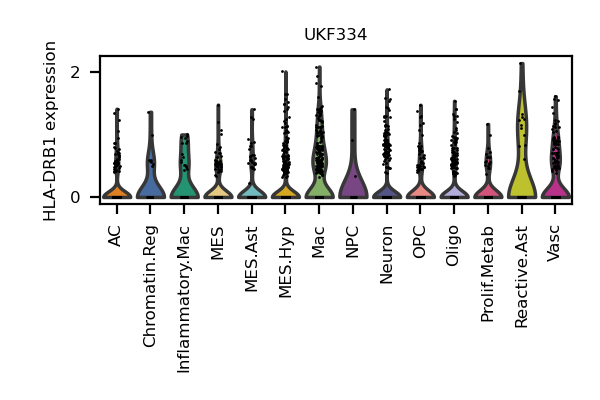 UKF334
HLA-DRB1 expression
2
0
AC
Chromatin.Reg
Inflammatory.Mac
MES
MES.Ast
MES.Hyp
Mac
NPC
Neuron
OPC
Oligo
Prolif.Metab
Reactive.Ast
Vasc